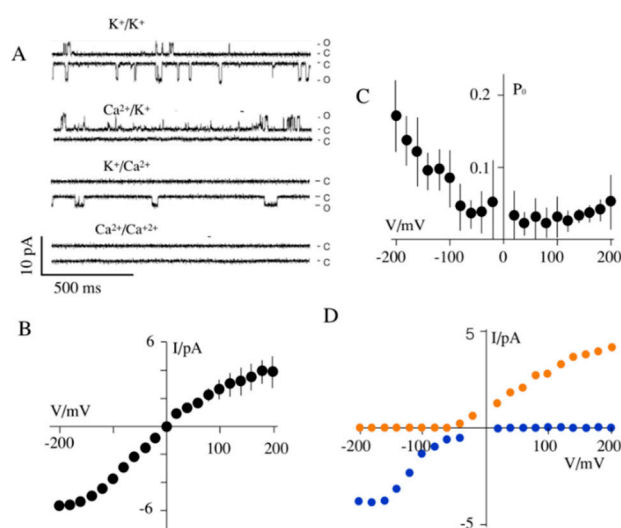 A
K⁺/K⁺
- O
- C
- C
- O
Ca²⁺/K⁺
- O
- C
- C
K⁺/Ca²⁺
- C
- C
- O
Ca²⁺/Ca⁺²⁺
- C
- C
10 pA
500 ms
C
P₀
0.2
0.1
V/mV
-200 -100 0 100 200
B
I/pA
6
V/mV
-200
200
-6
D
I/pA
5
-200 -100 100 200
V/mV
-5